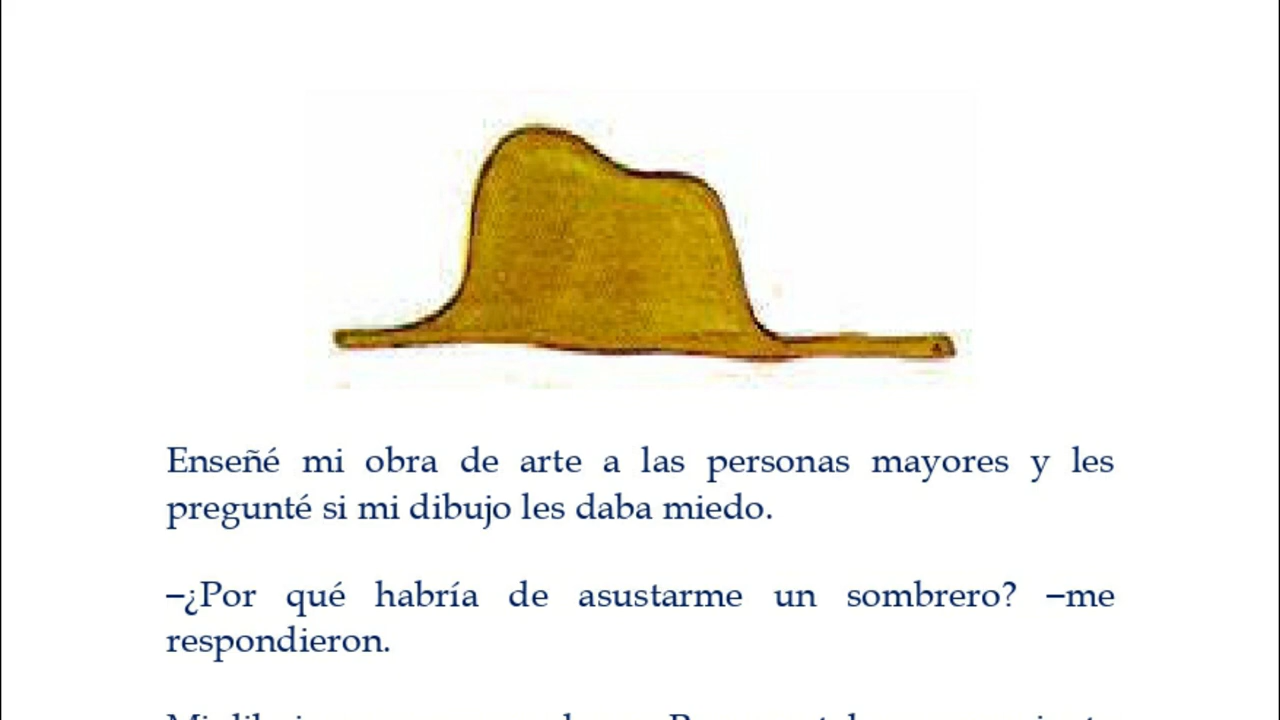 Enseñé mi obra de arte a las personas mayores y les
pregunté si mi dibujo les daba miedo.
–¿Por qué habría de asustarme un sombrero? –me
respondieron.